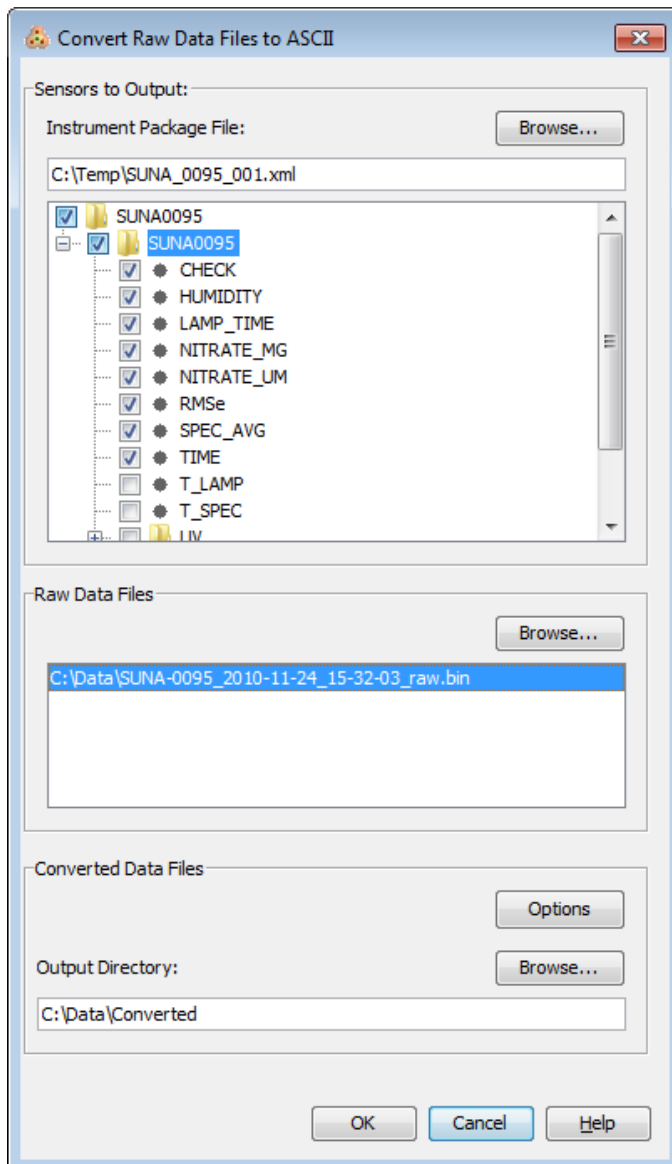 Convert Raw Data Files to ASCII
Sensors to Output:
Instrument Package File:
Browse...
C:\Temp\SUNA_0095_001.xml
SUNA0095
SUNA0095
CHECK
HUMIDITY
LAMP_TIME
NITRATE_MG
NITRATE_UM
RMSe
SPEC_AVG
TIME
T_LAMP
T_SPEC
UV
Raw Data Files
Browse...
C:\Data\SUNA-0095_2010-11-24_15-32-03_raw.bin
Converted Data Files
Options
Output Directory:
Browse...
C:\Data\Converted
OK Cancel Help